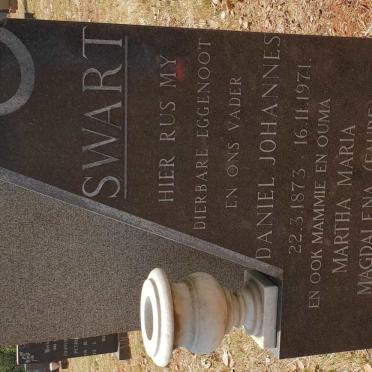 SWART
HIER RUS MY
DIERBARE EGGENOOT
EN ONS VADER
DANIEL JOHANNES
22.3.1873 - 16.11.1971.
EN OOK MAMMIE EN OUMA
MARTHA MARIA
MAGDALENA